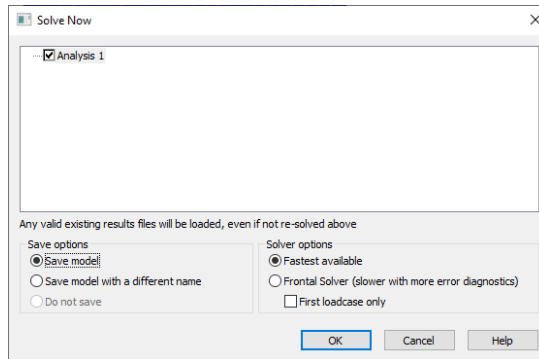 Solve Now
Analysis 1
Any valid existing results files will be loaded, even if not re-solved above
Save options
Save model
Save model with a different name
Do not save
Solver options
Fastest available
Frontal Solver (slower with more error diagnostics)
First loadcase only
OK Cancel Help